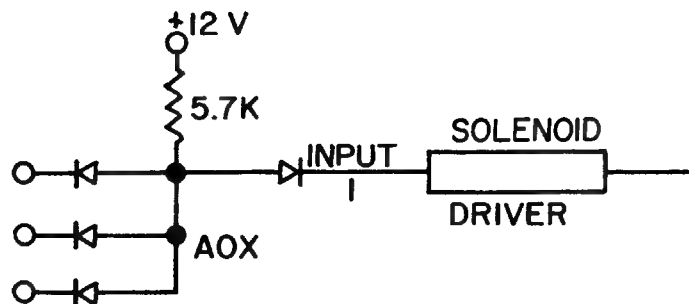 +12 V
5.7K
SOLENOID
INPUT
1
DRIVER
AOX